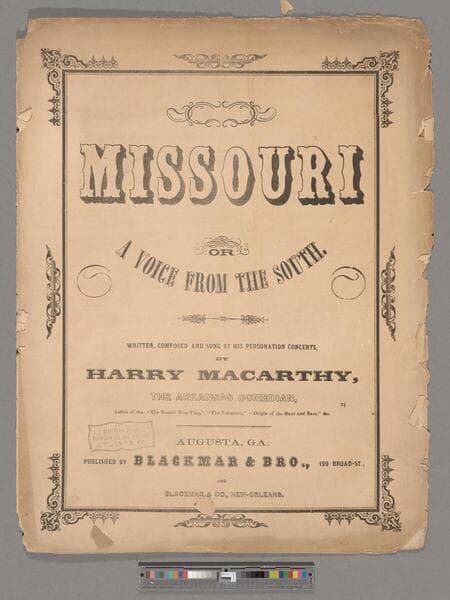 MISSOURI
OR
A VOICE FROM THE SOUTH.
WRITTEN, COMPOSED AND SUNG AT HIS PERSONATION CONCERTS,
BY
HARRY MACARTHY,
THE ARKANSAS COMEDIAN,
Author of the "The Bonnie Blue Flag," "The Volunteer," "Origin of the Stars and Bars," &c.
AUGUSTA, GA:
PUBLISHED BY BLACKMAR & BRO., 199 BROAD-ST.,
AND
BLACKMAR & CO., NEW-ORLEANS.